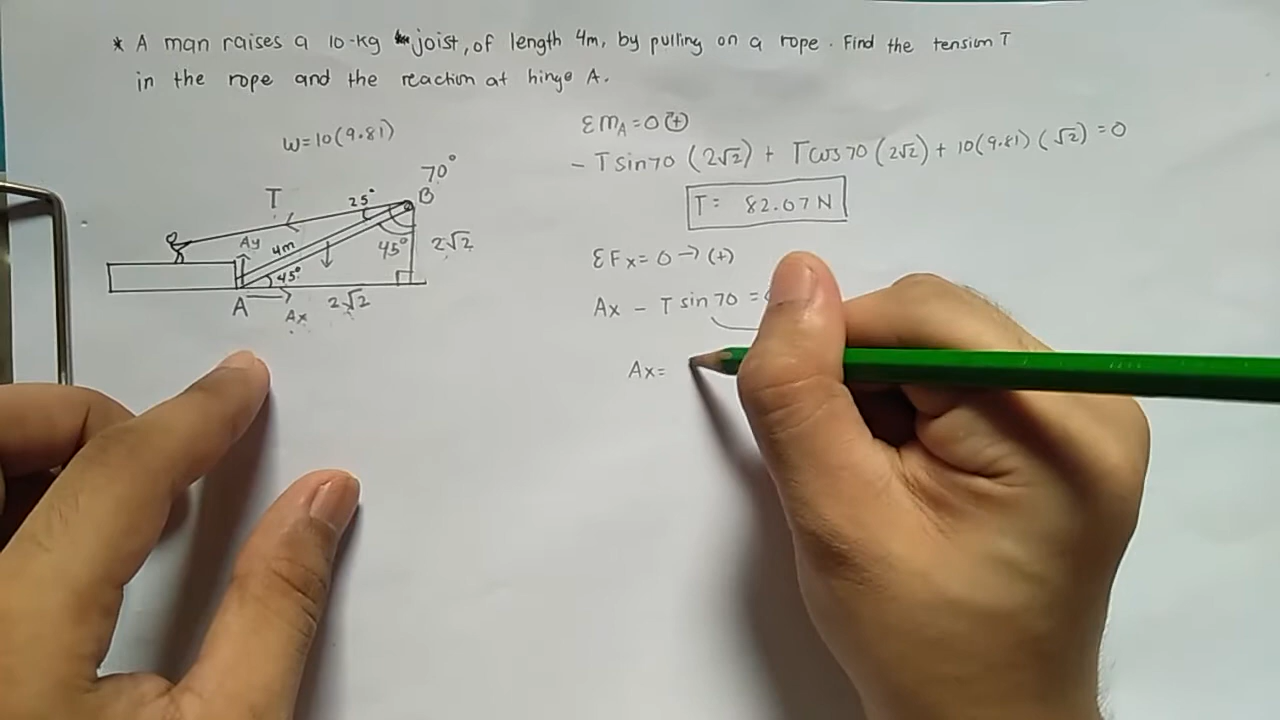 * A man raises a 10-kg joist, of length 4m, by pulling on a rope. Find the tension T
in the rope and the reaction at hinge A.
W=10(9.81)
70°
T
25°
B
Ay
4m
45°
2√2
45°
A
Ax
2√2
ΣmA=0 (+)
- Tsin70 (2√2) + Tcos70 (2√2) + 10(9.81) (√2) = 0
T= 82.07N
ΣFx=0 → (+)
Ax - T sin 70 =
Ax=